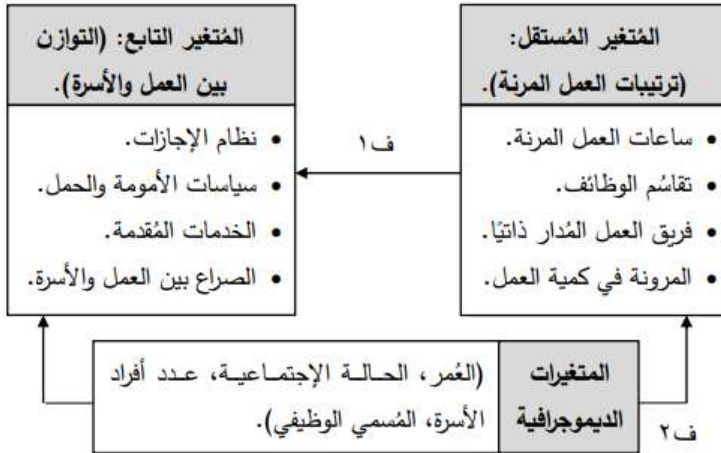 المُتغير المُستقل:
(ترتيبات العمل المرنة).
• ساعات العمل المرنة.
• تقاسُم الوظائف.
• فريق العمل المُدار ذاتيًا.
• المرونة في كمية العمل.
ف١
المُتغير التابع: (التوازن
بين العمل والأسرة).
• نظام الإجازات.
• سياسات الأمومة والحمل.
• الخدمات المُقدمة.
• الصراع بين العمل والأسرة.
المتغيرات
الديموجرافية
(العُمر، الحالة الإجتماعية، عدد أفراد
الأسرة، المُسمي الوظيفي).
ف٢